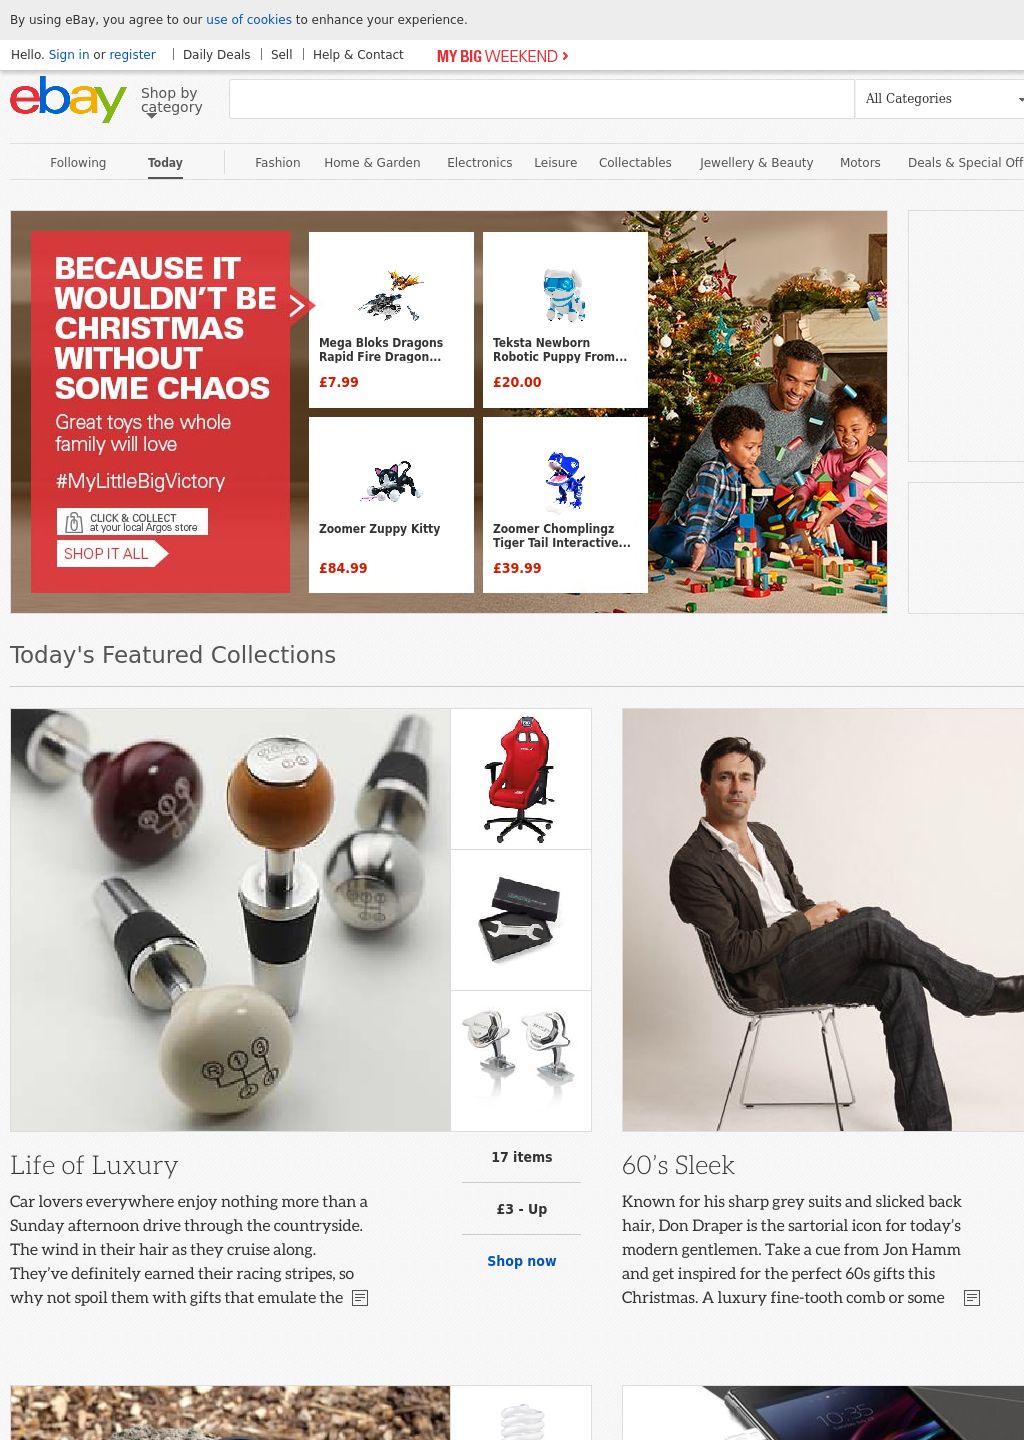 By using eBay, you agree to our use of cookies to enhance your experience.
Hello. Sign in or register
Daily Deals
Sell
Help & Contact
MY BIG WEEKEND
ebay
Shop by
category
All Categories
Following
Today
Fashion
Home & Garden
Electronics
Leisure
Collectables
Jewellery & Beauty
Motors
Deals & Special Off
BECAUSE IT
WOULDN'T BE
CHRISTMAS
WITHOUT
SOME CHAOS
Great toys the whole
family will love
#MyLittleBigVictory
CLICK & COLLECT
at your local Argos store
SHOP IT ALL
Mega Bloks Dragons
Rapid Fire Dragon...
£7.99
Teksta Newborn
Robotic Puppy From...
£20.00
Zoomer Zuppy Kitty
£84.99
Zoomer Chomplingz
Tiger Tail Interactive...
£39.99
Today's Featured Collections
R 1 3
Life of Luxury
Car lovers everywhere enjoy nothing more than a
Sunday afternoon drive through the countryside.
The wind in their hair as they cruise along.
They've definitely earned their racing stripes, so
why not spoil them with gifts that emulate the
17 items
£3 - Up
Shop now
60's Sleek
Known for his sharp grey suits and slicked back
hair, Don Draper is the sartorial icon for today's
modern gentlemen. Take a cue from Jon Hamm
and get inspired for the perfect 60s gifts this
Christmas. A luxury fine-tooth comb or some
10:35